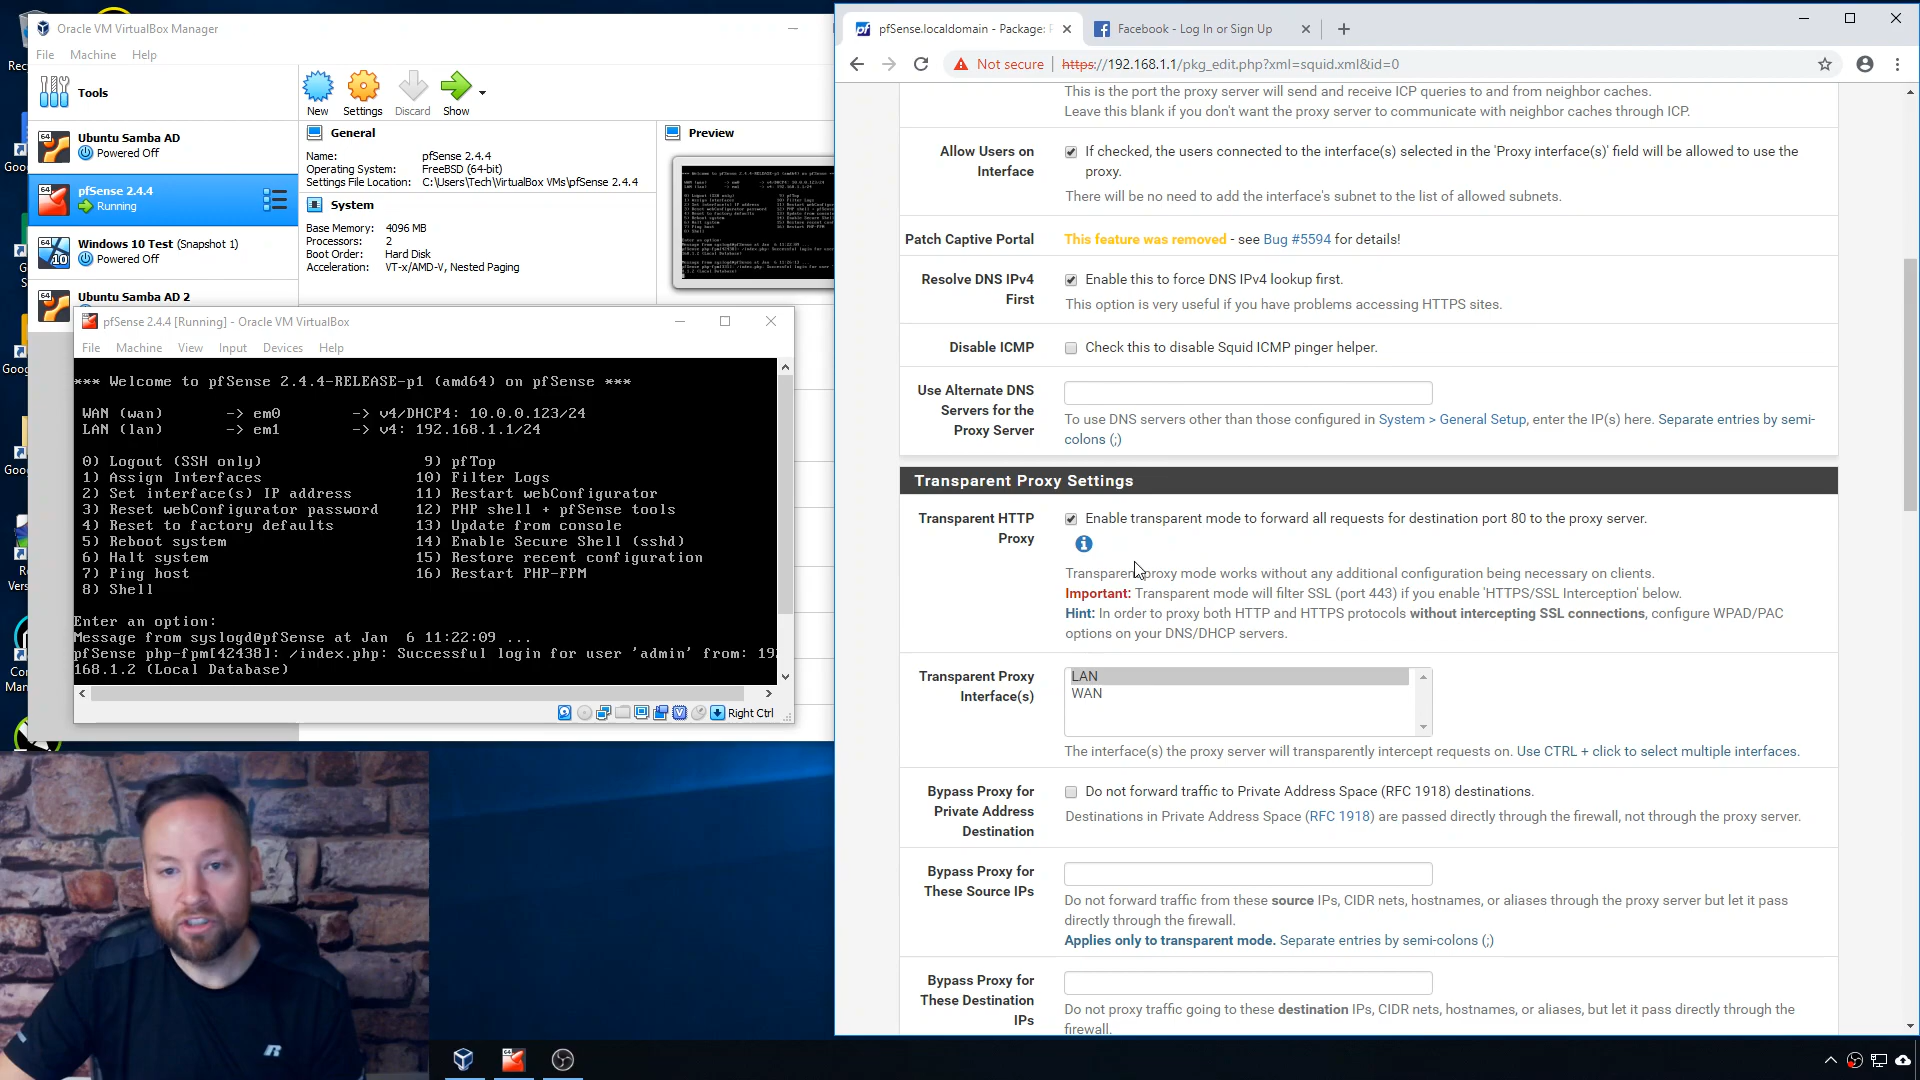 Oracle VM VirtualBox Manager
File Machine Help
Tools
New Settings Discard Show
Ubuntu Samba AD
Powered Off
pfSense 2.4.4
Running
Windows 10 Test (Snapshot 1)
Powered Off
Ubuntu Samba AD 2
General
Name: pfSense 2.4.4
Operating System: FreeBSD (64-bit)
Settings File Location: C:\Users\Tech\VirtualBox VMs\pfSense 2.4.4
System
Base Memory: 4096 MB
Processors: 2
Boot Order: Hard Disk
Acceleration: VT-x/AMD-V, Nested Paging
Preview
pfSense 2.4.4 [Running] - Oracle VM VirtualBox
File Machine View Input Devices Help
*** Welcome to pfSense 2.4.4-RELEASE-p1 (amd64) on pfSense ***
WAN (wan) -> em0 -> v4/DHCP4: 10.0.0.123/24
LAN (lan) -> em1 -> v4: 192.168.1.1/24
0) Logout (SSH only) 9) pfTop
1) Assign Interfaces 10) Filter Logs
2) Set interface(s) IP address 11) Restart webConfigurator
3) Reset webConfigurator password 12) PHP shell + pfSense tools
4) Reset to factory defaults 13) Update from console
5) Reboot system 14) Enable Secure Shell (sshd)
6) Halt system 15) Restore recent configuration
7) Ping host 16) Restart PHP-FPM
8) Shell
Enter an option:
Message from syslogd@pfSense at Jan 6 11:22:09 ...
pfSense php-fpm[42438]: /index.php: Successful login for user 'admin' from: 192
168.1.2 (Local Database)
Right Ctrl
pfSense.localdomain - Package:
Facebook - Log In or Sign Up
Not secure | https://192.168.1.1/pkg_edit.php?xml=squid.xml&id=0
This is the port the proxy server will send and receive ICP queries to and from neighbor caches.
Leave this blank if you don't want the proxy server to communicate with neighbor caches through ICP.
Allow Users on
Interface
If checked, the users connected to the interface(s) selected in the 'Proxy interface(s)' field will be allowed to use the
proxy.
There will be no need to add the interface's subnet to the list of allowed subnets.
Patch Captive Portal
This feature was removed - see Bug #5594 for details!
Resolve DNS IPv4
First
Enable this to force DNS IPv4 lookup first.
This option is very useful if you have problems accessing HTTPS sites.
Disable ICMP
Check this to disable Squid ICMP pinger helper.
Use Alternate DNS
Servers for the
Proxy Server
To use DNS servers other than those configured in System > General Setup, enter the IP(s) here. Separate entries by semi-
colons (;)
Transparent Proxy Settings
Transparent HTTP
Proxy
Enable transparent mode to forward all requests for destination port 80 to the proxy server.
Transparent proxy mode works without any additional configuration being necessary on clients.
Important: Transparent mode will filter SSL (port 443) if you enable 'HTTPS/SSL Interception' below.
Hint: In order to proxy both HTTP and HTTPS protocols without intercepting SSL connections, configure WPAD/PAC
options on your DNS/DHCP servers.
Transparent Proxy
Interface(s)
LAN
WAN
The interface(s) the proxy server will transparently intercept requests on. Use CTRL + click to select multiple interfaces.
Bypass Proxy for
Private Address
Destination
Do not forward traffic to Private Address Space (RFC 1918) destinations.
Destinations in Private Address Space (RFC 1918) are passed directly through the firewall, not through the proxy server.
Bypass Proxy for
These Source IPs
Do not forward traffic from these source IPs, CIDR nets, hostnames, or aliases through the proxy server but let it pass
directly through the firewall.
Applies only to transparent mode. Separate entries by semi-colons (;)
Bypass Proxy for
These Destination
IPs
Do not proxy traffic going to these destination IPs, CIDR nets, hostnames, or aliases, but let it pass directly through the
firewall.